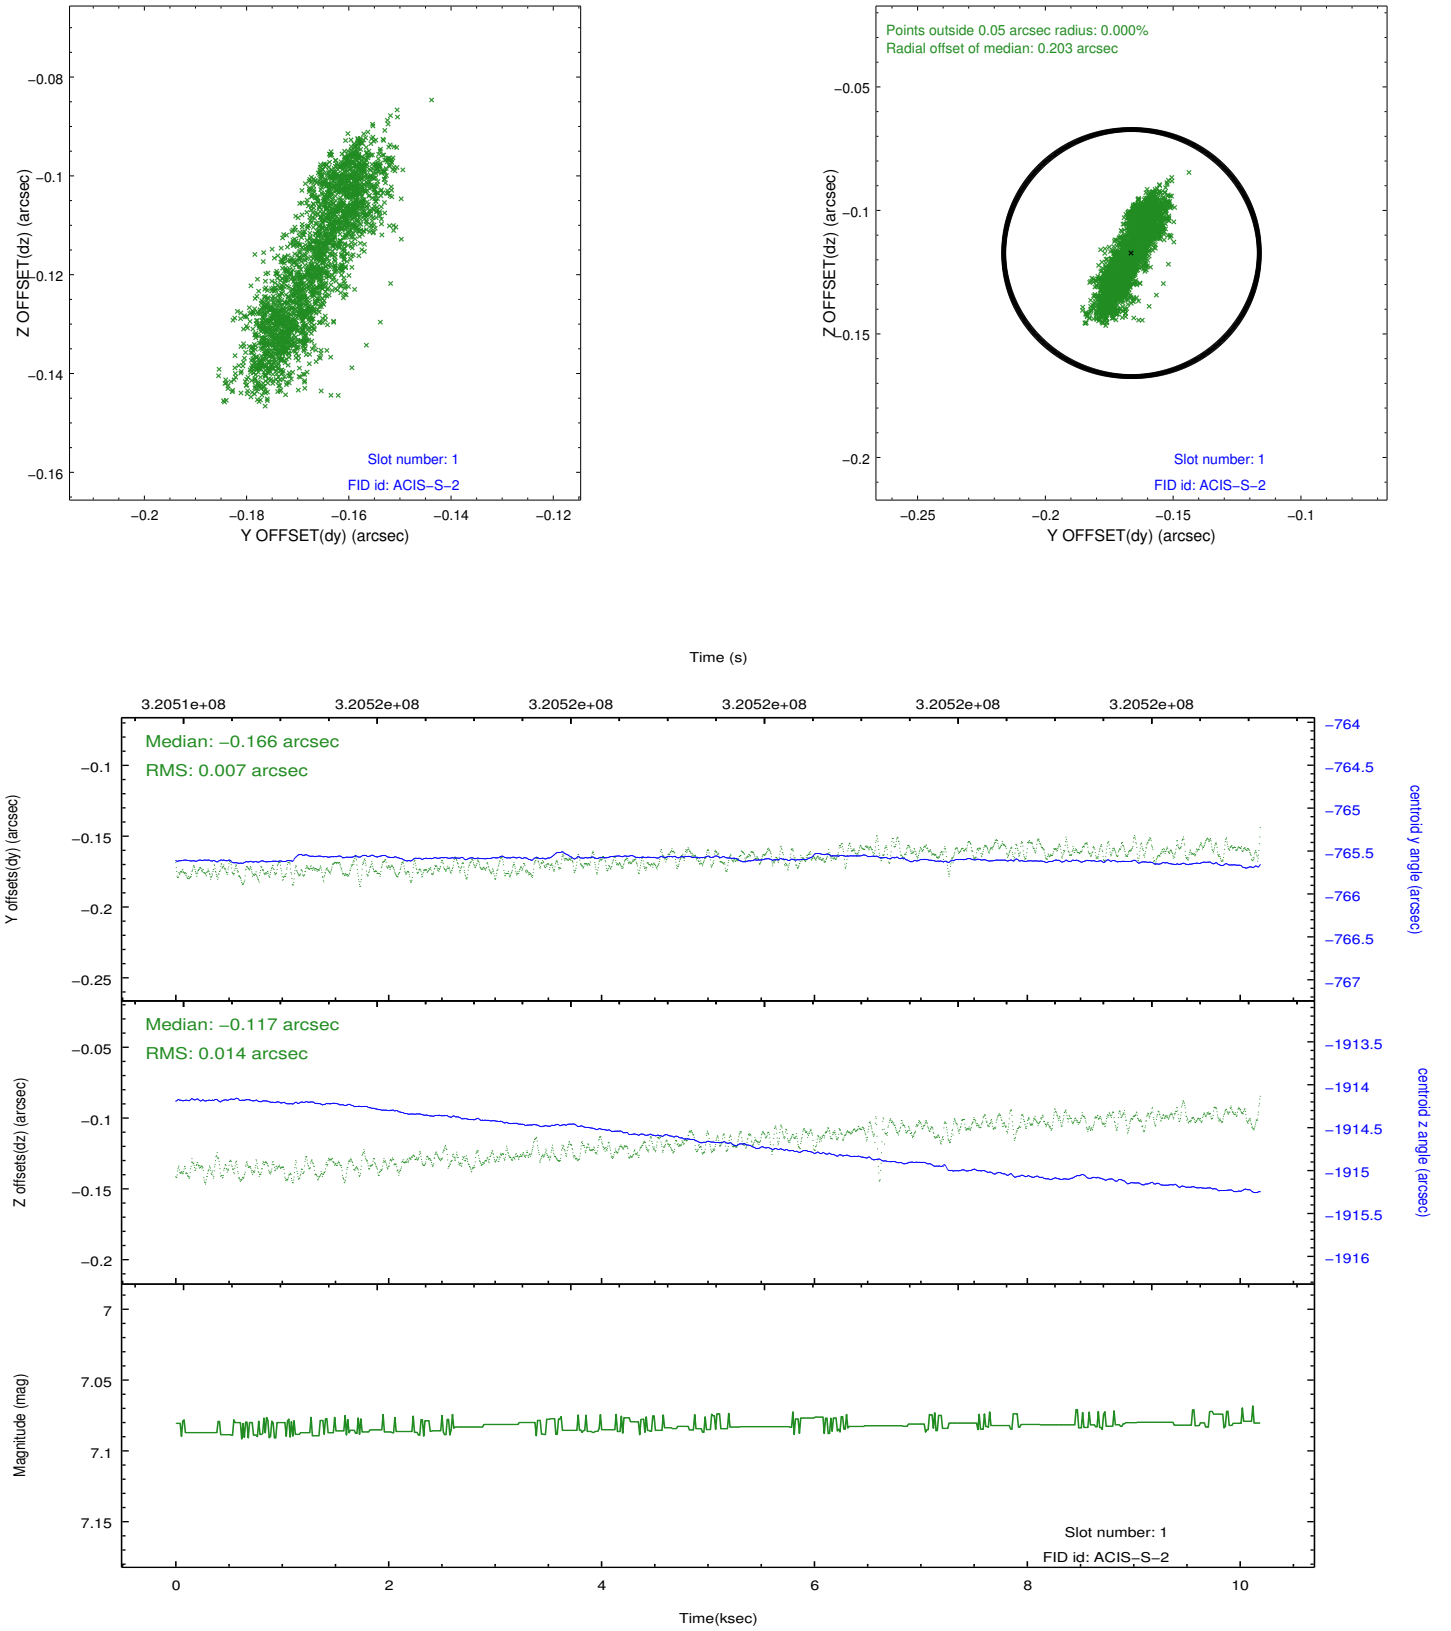 −0.08
−0.1
−0.12
−0.14
−0.16
Z OFFSET(dz) (arcsec)
Slot number: 1
FID id: ACIS−S−2
−0.2
−0.18
−0.16
−0.14
−0.12
Y OFFSET(dy) (arcsec)
Points outside 0.05 arcsec radius: 0.000%
Radial offset of median: 0.203 arcsec
−0.05
−0.1
−0.15
−0.2
Z OFFSET(dz) (arcsec)
Slot number: 1
FID id: ACIS−S−2
−0.25
−0.2
−0.15
−0.1
Y OFFSET(dy) (arcsec)
Time (s)
3.2051e+08
3.2052e+08
3.2052e+08
3.2052e+08
3.2052e+08
3.2052e+08
Median: −0.166 arcsec
RMS: 0.007 arcsec
−0.1
−0.15
−0.2
−0.25
Y offsets(dy) (arcsec)
−764
−764.5
−765
−765.5
−766
−766.5
−767
centroid y angle (arcsec)
Median: −0.117 arcsec
RMS: 0.014 arcsec
−0.05
−0.1
−0.15
−0.2
Z offsets(dz) (arcsec)
−1913.5
−1914
−1914.5
−1915
−1915.5
−1916
centroid z angle (arcsec)
7
7.05
7.1
7.15
Magnitude (mag)
Slot number: 1
FID id: ACIS−S−2
0
2
4
6
8
10
Time(ksec)